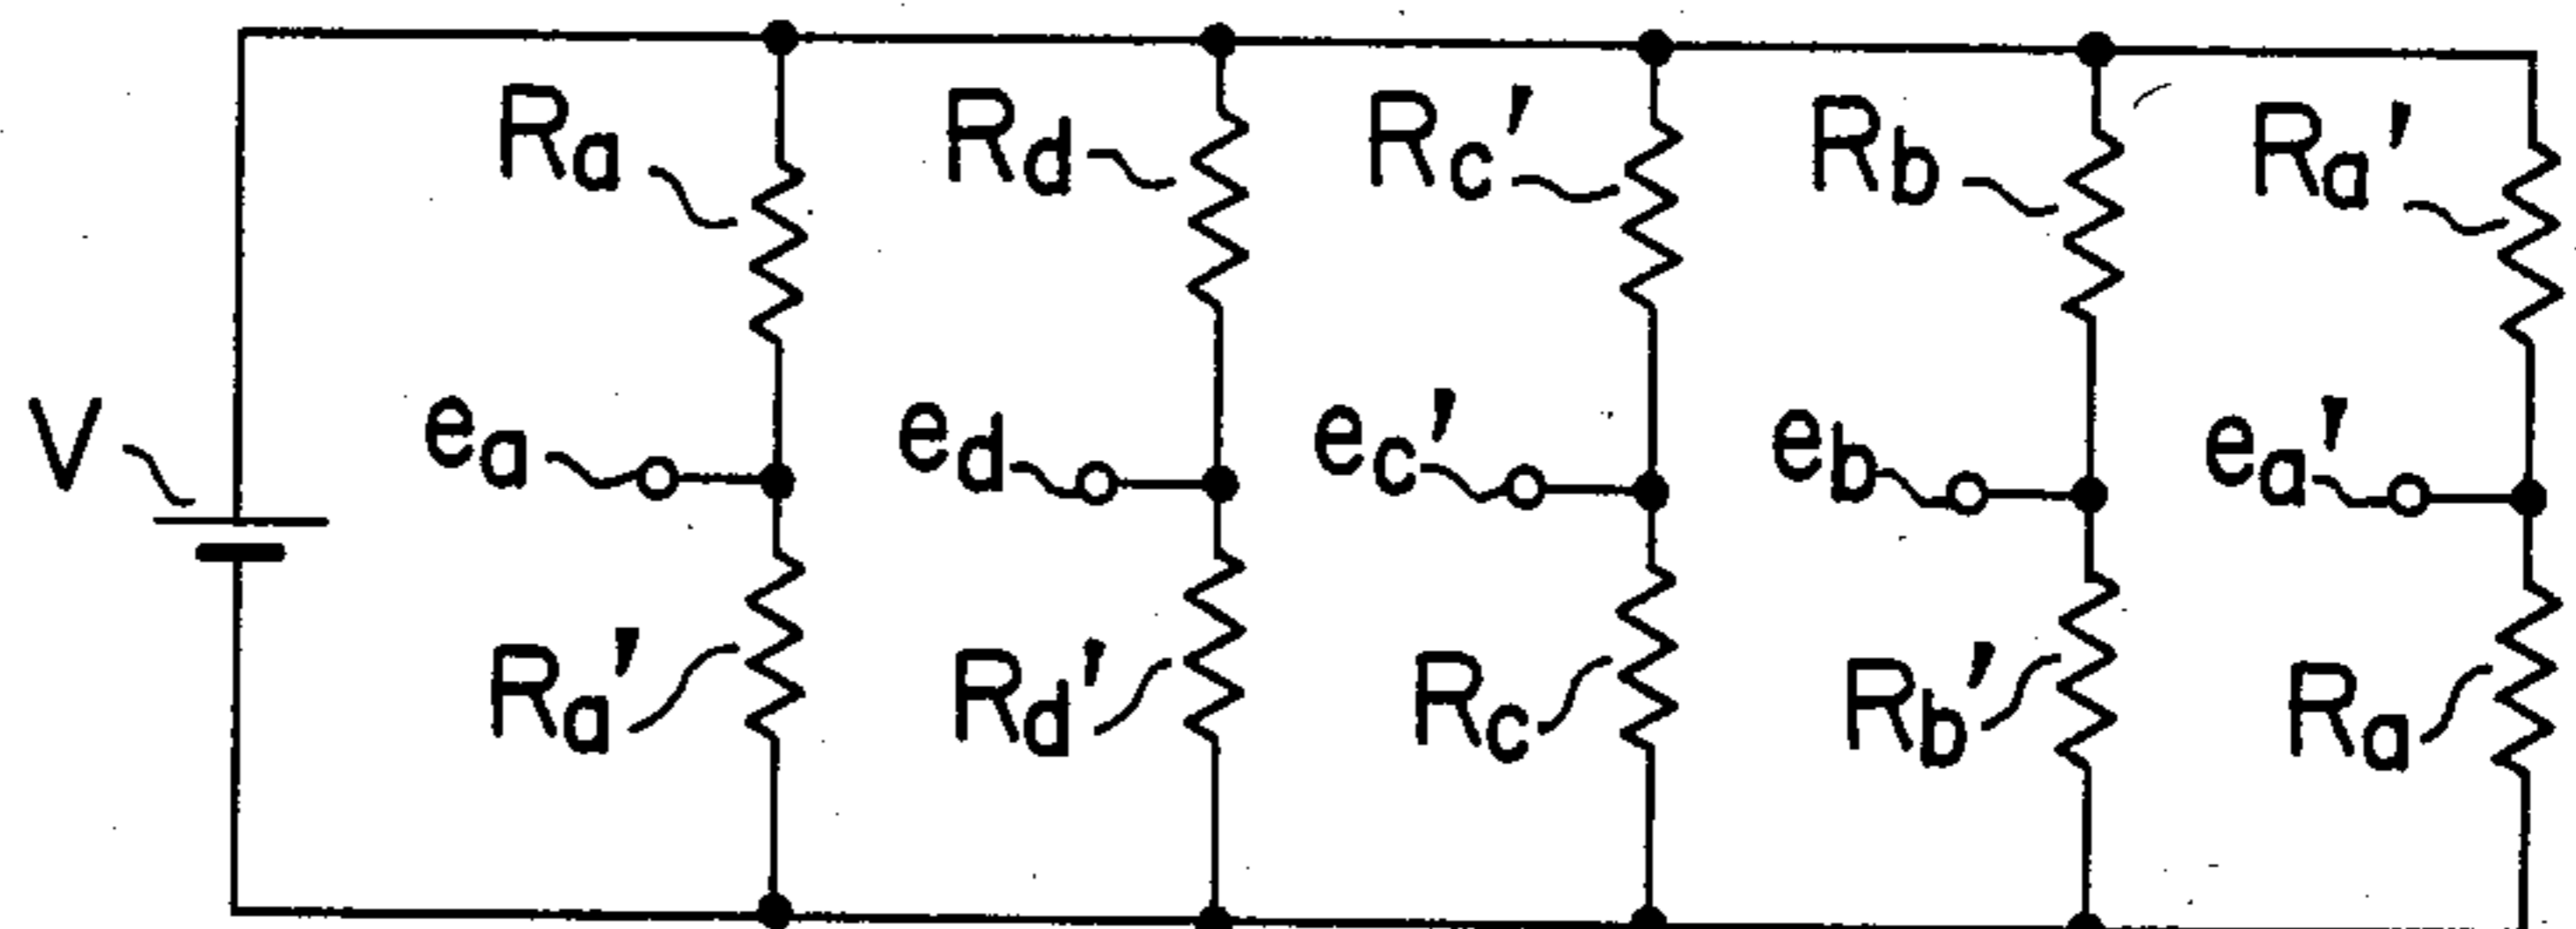 Ra Rd Rc' Rb Ra'
V ea ed ec' eb ea'
Ra' Rd' Rc Rb' Ra